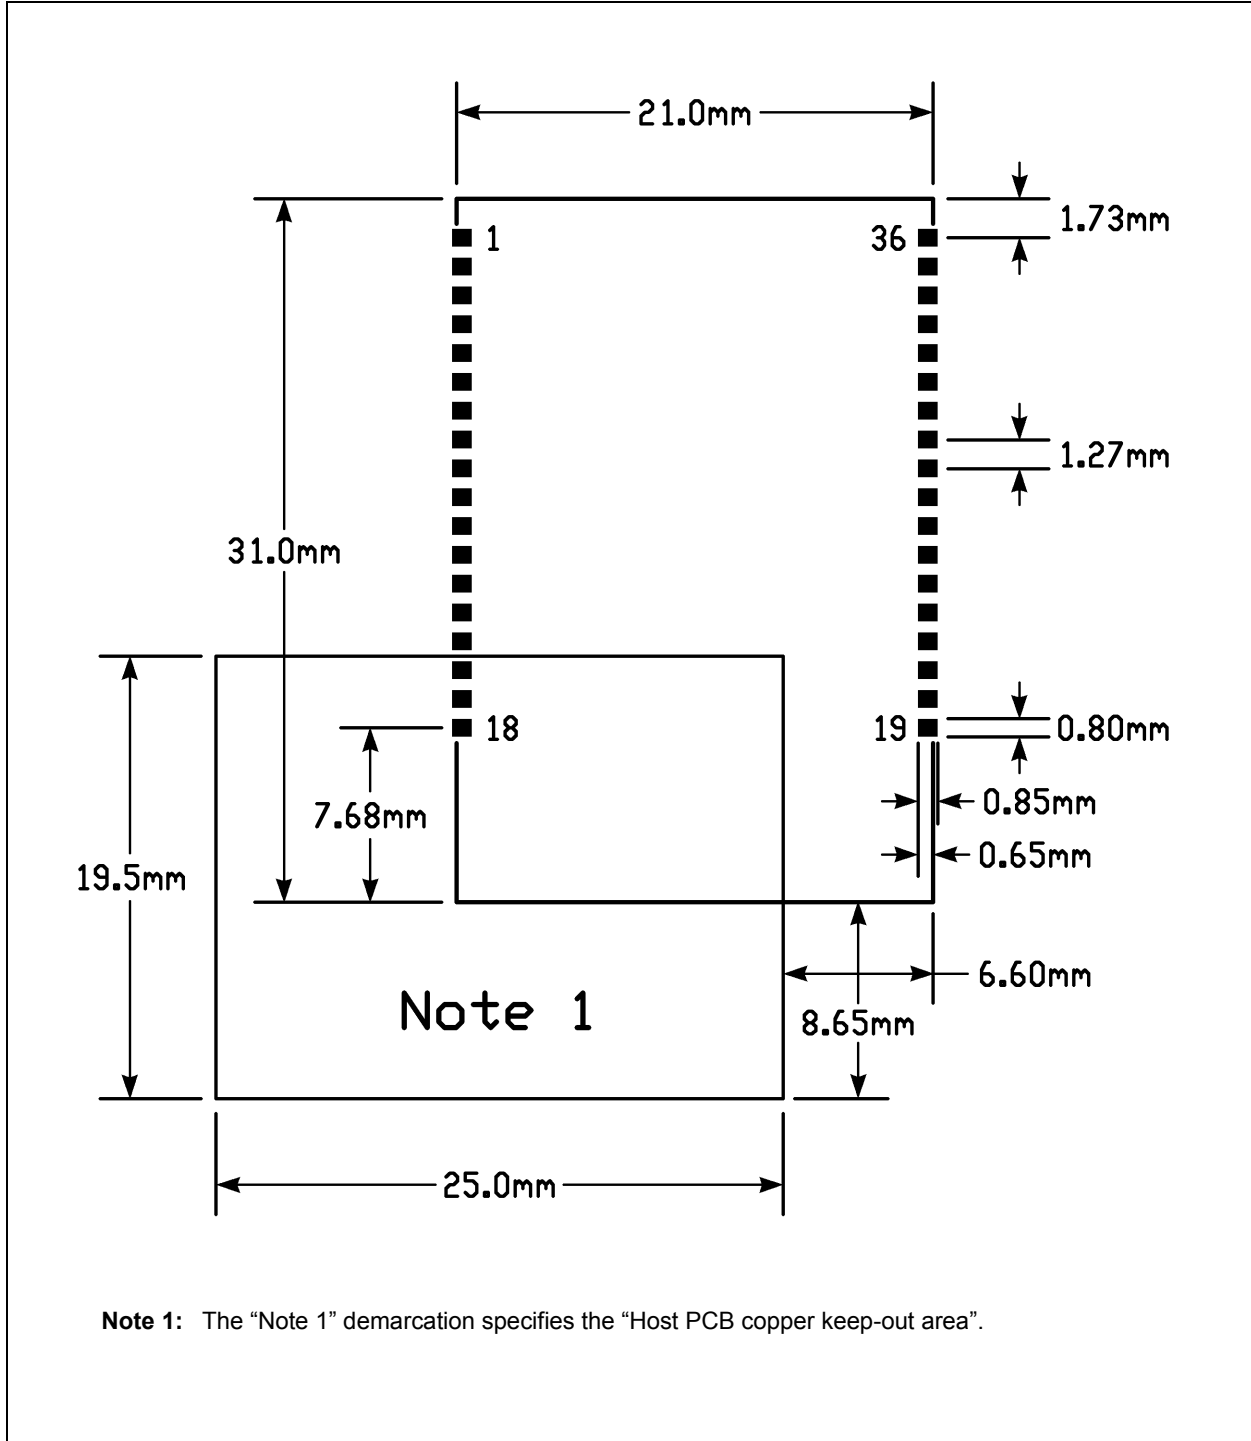 21.0mm
1.73mm
1 36
1.27mm
31.0mm
18 19 0.80mm
0.85mm
7.68mm
0.65mm
19.5mm
6.60mm
Note 1
8.65mm
25.0mm
Note 1: The “Note 1” demarcation specifies the “Host PCB copper keep-out area”.